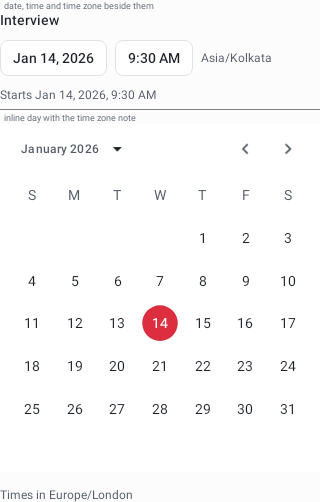 date, time and time zone beside them
Interview
Jan 14, 2026 9:30 AM Asia/Kolkata
Starts Jan 14, 2026, 9:30 AM
inline day with the time zone note
January 2026
S M T W T F S
1 2 3
4 5 6 7 8 9 10
11 12 13 14 15 16 17
18 19 20 21 22 23 24
25 26 27 28 29 30 31
Times in Europe/London